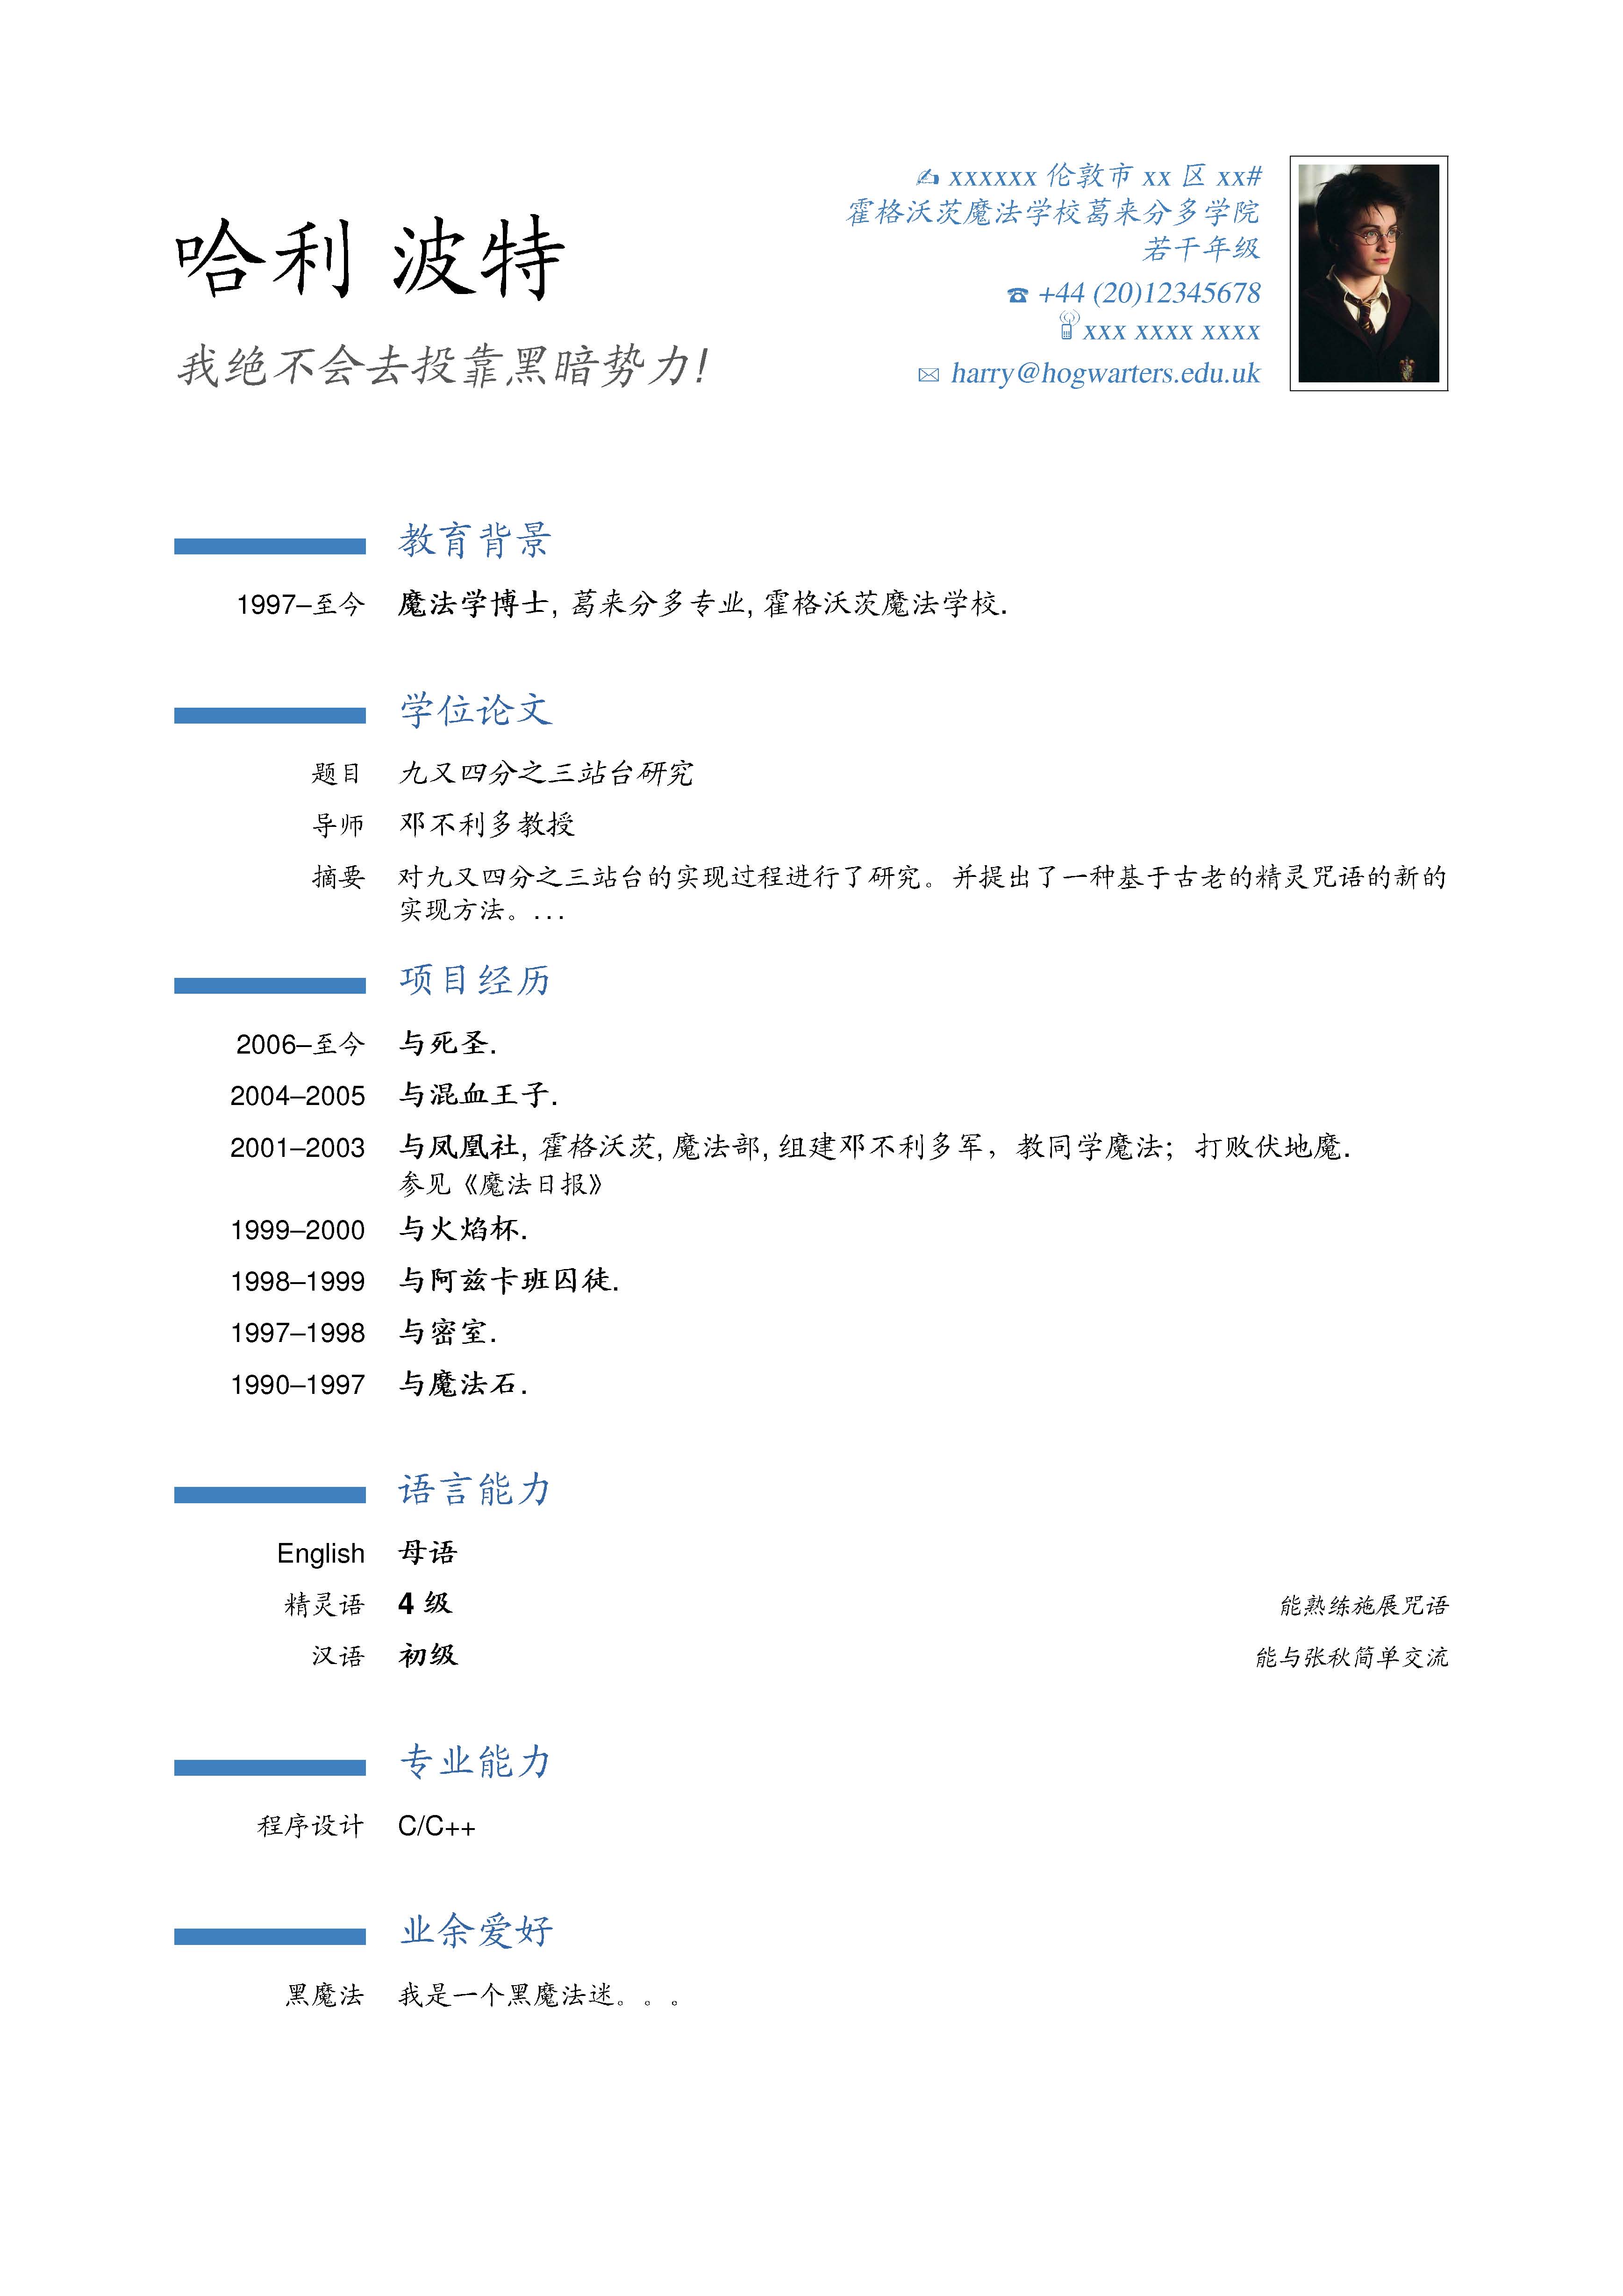 哈利 波特
我绝不会去投靠黑暗势力!
xxxxxx 伦敦市 xx 区 xx#
霍格沃茨魔法学校葛来分多学院
若干年级
+44 (20)12345678
xxx xxxx xxxx
harry@hogwarters.edu.uk
教育背景
1997–至今 魔法学博士, 葛来分多专业, 霍格沃茨魔法学校.
学位论文
题目 九又四分之三站台研究
导师 邓不利多教授
摘要 对九又四分之三站台的实现过程进行了研究。并提出了一种基于古老的精灵咒语的新的
实现方法。...
项目经历
2006–至今 与死圣.
2004–2005 与混血王子.
2001–2003 与凤凰社, 霍格沃茨, 魔法部, 组建邓不利多军，教同学魔法；打败伏地魔.
参见《魔法日报》
1999–2000 与火焰杯.
1998–1999 与阿兹卡班囚徒.
1997–1998 与密室.
1990–1997 与魔法石.
语言能力
English 母语
精灵语 4 级 能熟练施展咒语
汉语 初级 能与张秋简单交流
专业能力
程序设计 C/C++
业余爱好
黑魔法 我是一个黑魔法迷。。。